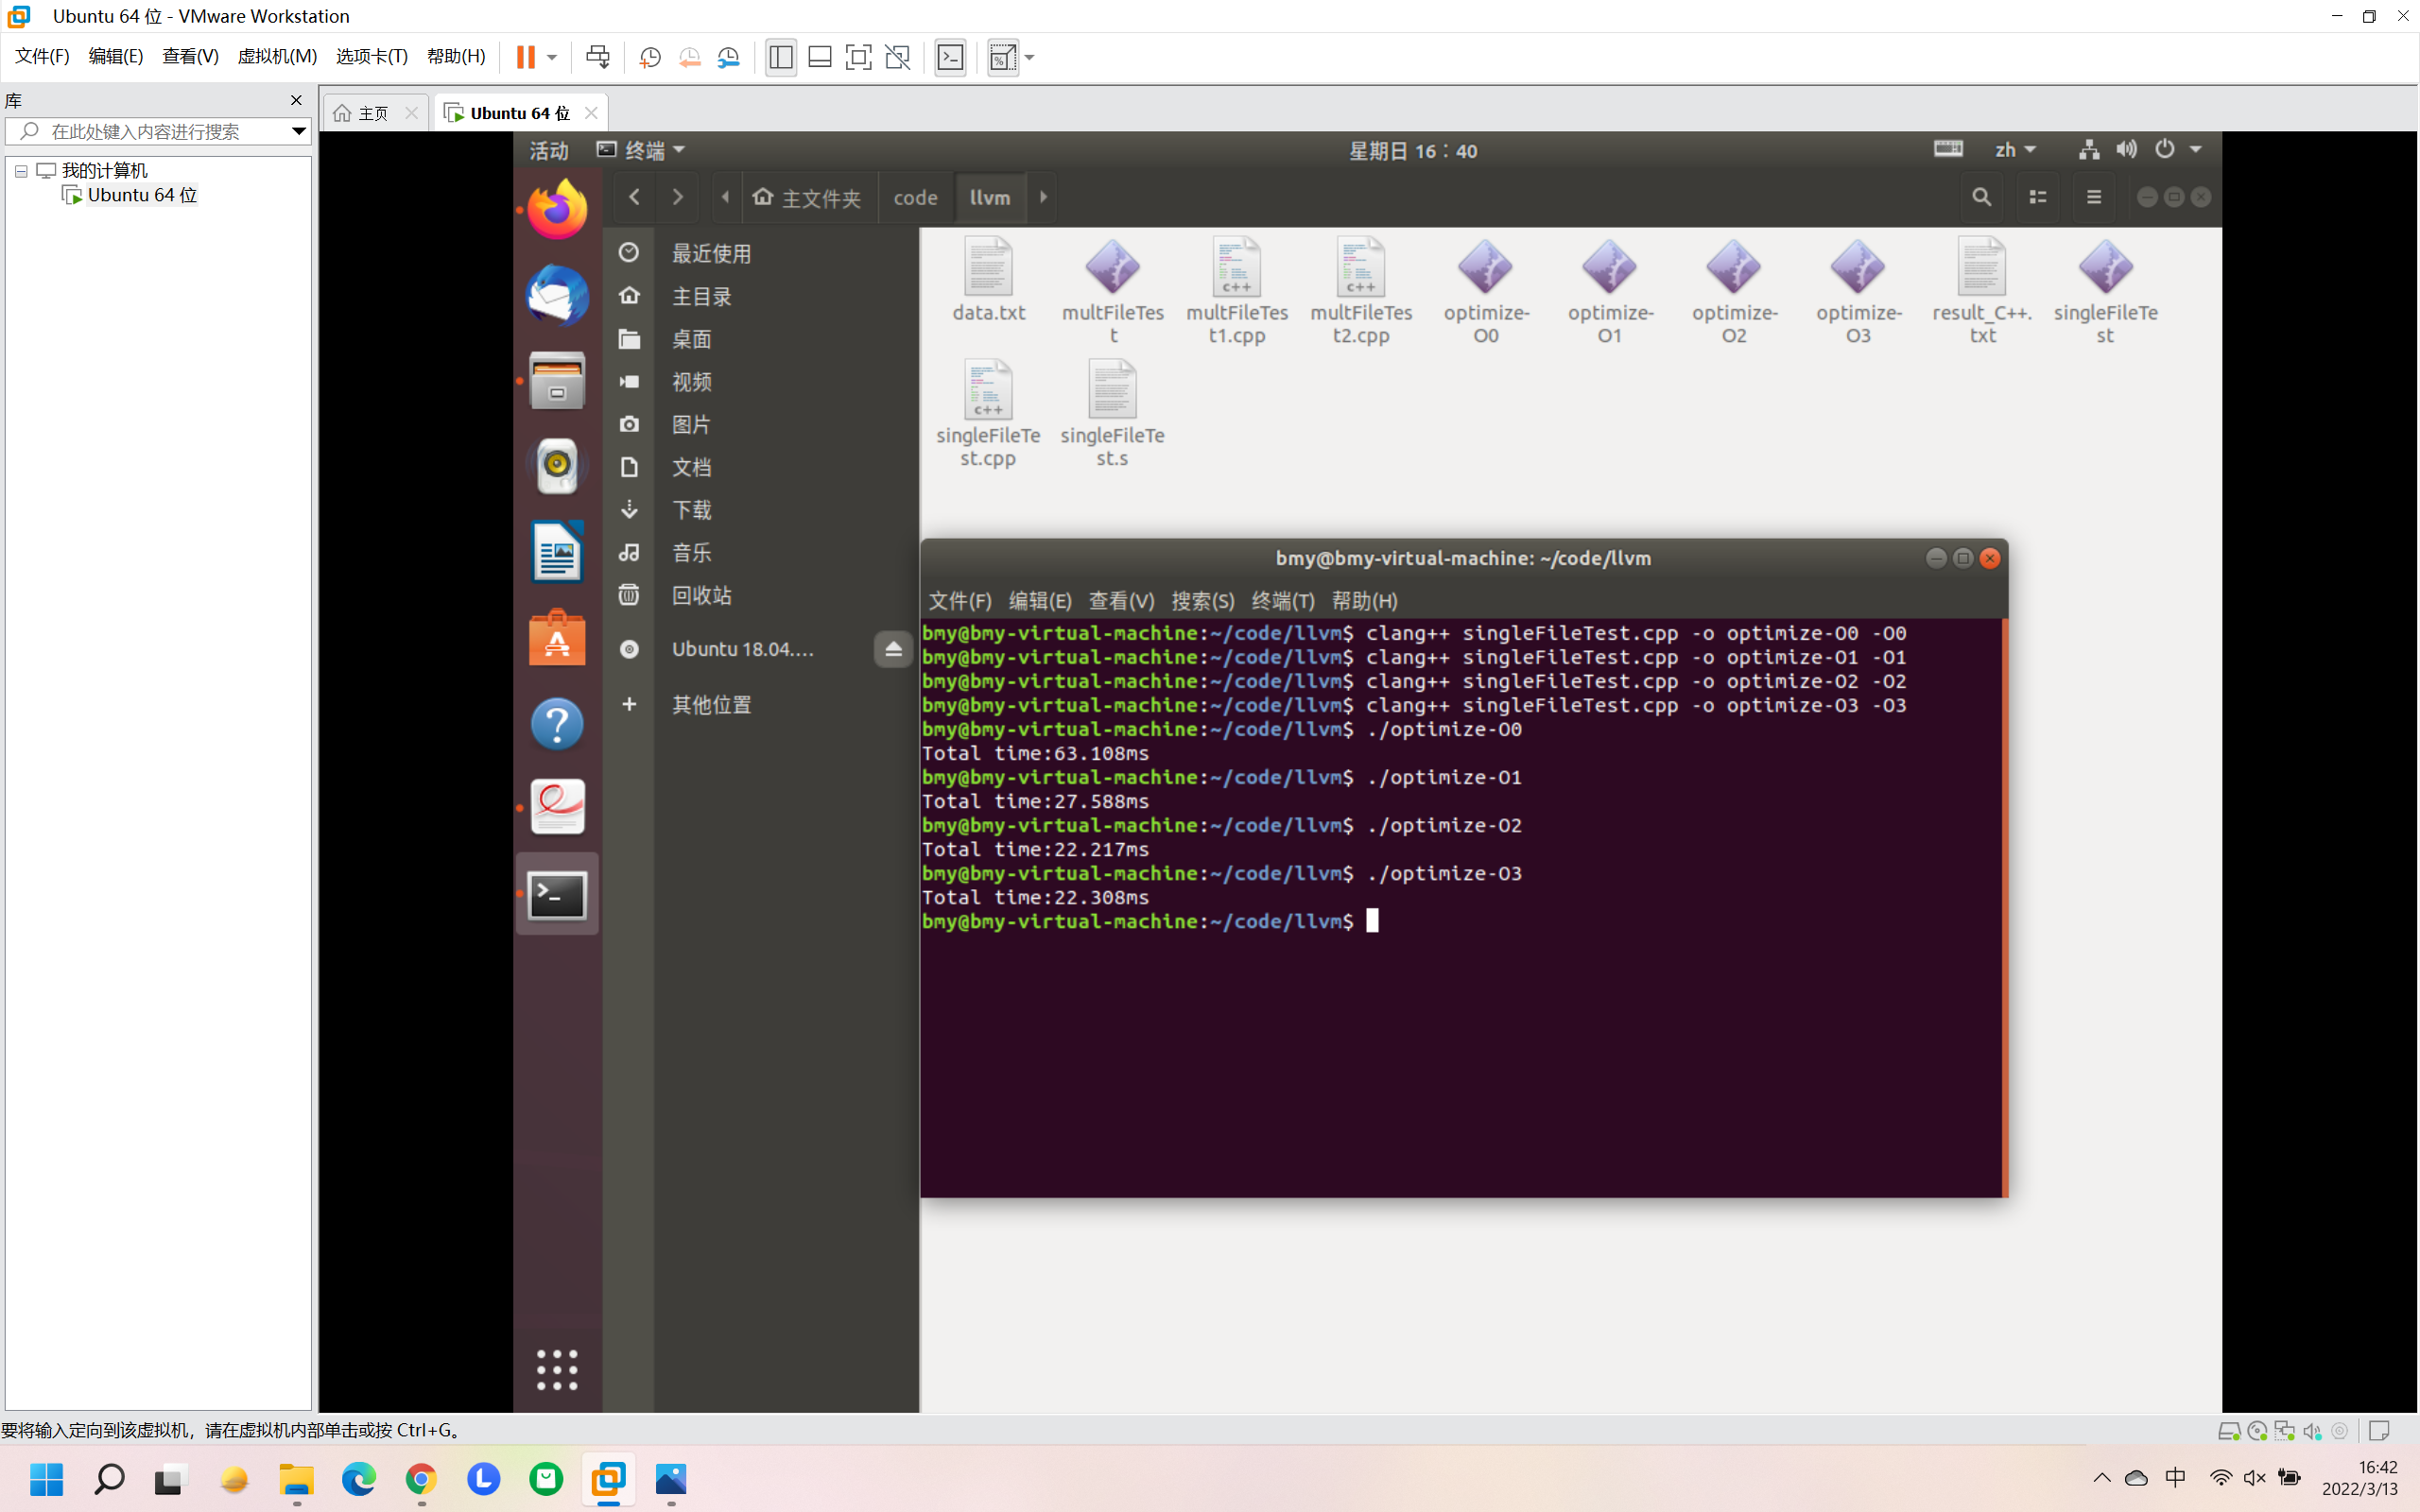 Ubuntu 64 位 - VMware Workstation
文件(F) 编辑(E) 查看(V) 虚拟机(M) 选项卡(T) 帮助(H)
库
在此处键入内容进行搜索
我的计算机
Ubuntu 64 位
主页
Ubuntu 64 位
活动 终端 星期日 16:40 zh
主文件夹 code llvm
最近使用
主目录
桌面
视频
图片
文档
下载
音乐
回收站
Ubuntu 18.04....
其他位置
data.txt
multFileTes
t
multFileTes
t1.cpp
multFileTes
t2.cpp
optimize-
O0
optimize-
O1
optimize-
O2
optimize-
O3
result_C++.
txt
singleFileTe
st
singleFileTe
st.cpp
singleFileTe
st.s
bmy@bmy-virtual-machine: ~/code/llvm
文件(F) 编辑(E) 查看(V) 搜索(S) 终端(T) 帮助(H)
bmy@bmy-virtual-machine:~/code/llvm$ clang++ singleFileTest.cpp -o optimize-O0 -O0
bmy@bmy-virtual-machine:~/code/llvm$ clang++ singleFileTest.cpp -o optimize-O1 -O1
bmy@bmy-virtual-machine:~/code/llvm$ clang++ singleFileTest.cpp -o optimize-O2 -O2
bmy@bmy-virtual-machine:~/code/llvm$ clang++ singleFileTest.cpp -o optimize-O3 -O3
bmy@bmy-virtual-machine:~/code/llvm$ ./optimize-O0
Total time:63.108ms
bmy@bmy-virtual-machine:~/code/llvm$ ./optimize-O1
Total time:27.588ms
bmy@bmy-virtual-machine:~/code/llvm$ ./optimize-O2
Total time:22.217ms
bmy@bmy-virtual-machine:~/code/llvm$ ./optimize-O3
Total time:22.308ms
bmy@bmy-virtual-machine:~/code/llvm$
要将输入定向到该虚拟机，请在虚拟机内部单击或按 Ctrl+G。
中
16:42
2022/3/13